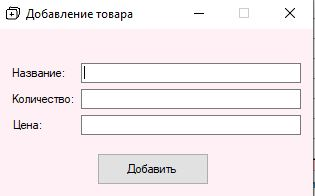 Добавление товара
Название:
Количество:
Цена:
Добавить